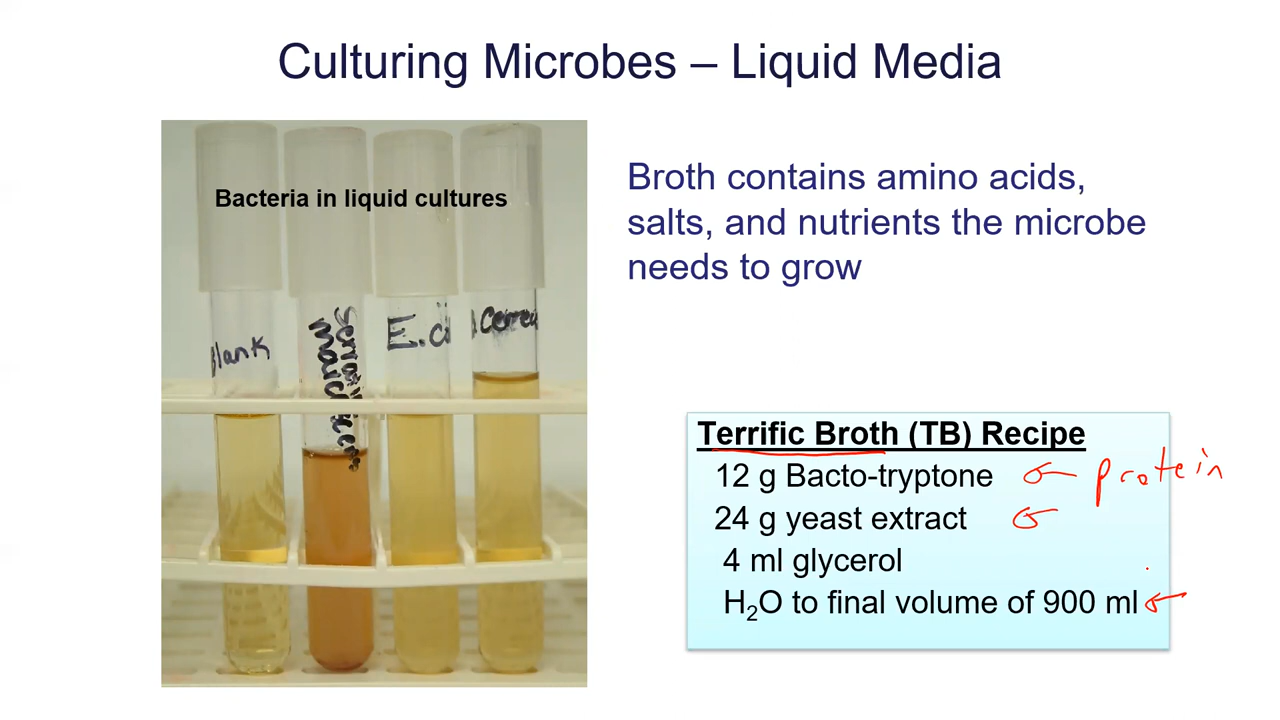 Culturing Microbes – Liquid Media
Bacteria in liquid cultures
Blank
E.c
cereu
Broth contains amino acids,
salts, and nutrients the microbe
needs to grow
Terrific Broth (TB) Recipe
12 g Bacto-tryptone protein
24 g yeast extract
4 ml glycerol
H₂O to final volume of 900 ml